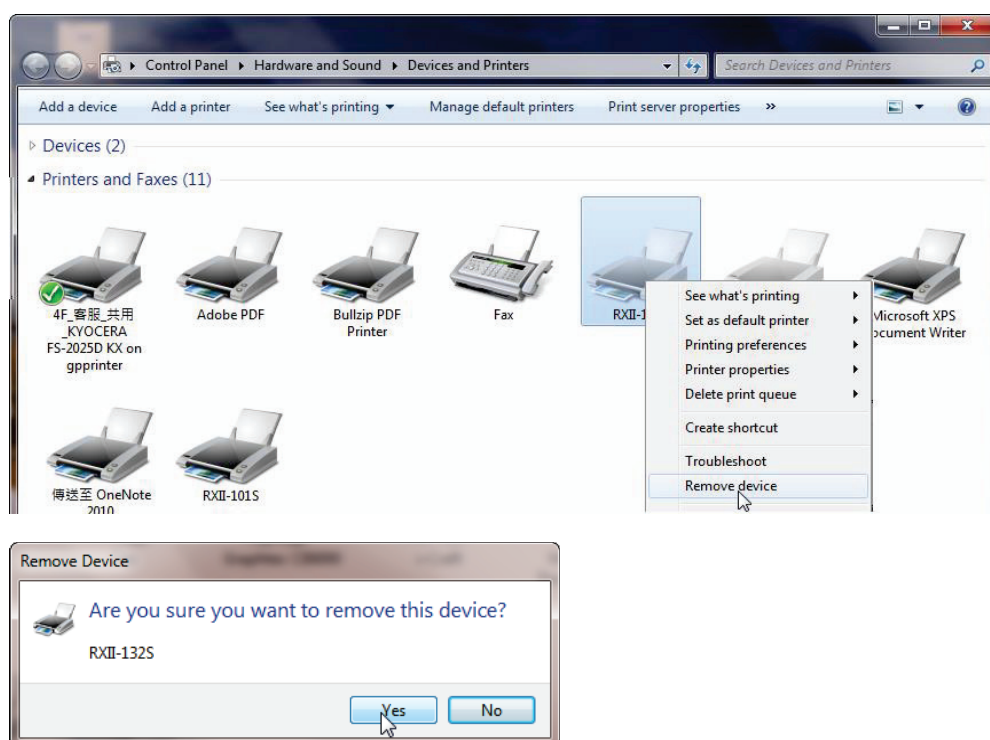 Control Panel ▸ Hardware and Sound ▸ Devices and Printers
Search Devices and Printers
Add a device Add a printer See what's printing Manage default printers Print server properties »
Devices (2)
Printers and Faxes (11)
4F_客服_共用
_KYOCERA
FS-2025D KX on
gpprinter
Adobe PDF
Bullzip PDF
Printer
Fax
RXII-1
Microsoft XPS
ocument Writer
See what's printing
Set as default printer
Printing preferences
Printer properties
Delete print queue
Create shortcut
Troubleshoot
Remove device
傳送至 OneNote
2010
RXII-101S
Remove Device
Are you sure you want to remove this device?
RXII-132S
Yes No